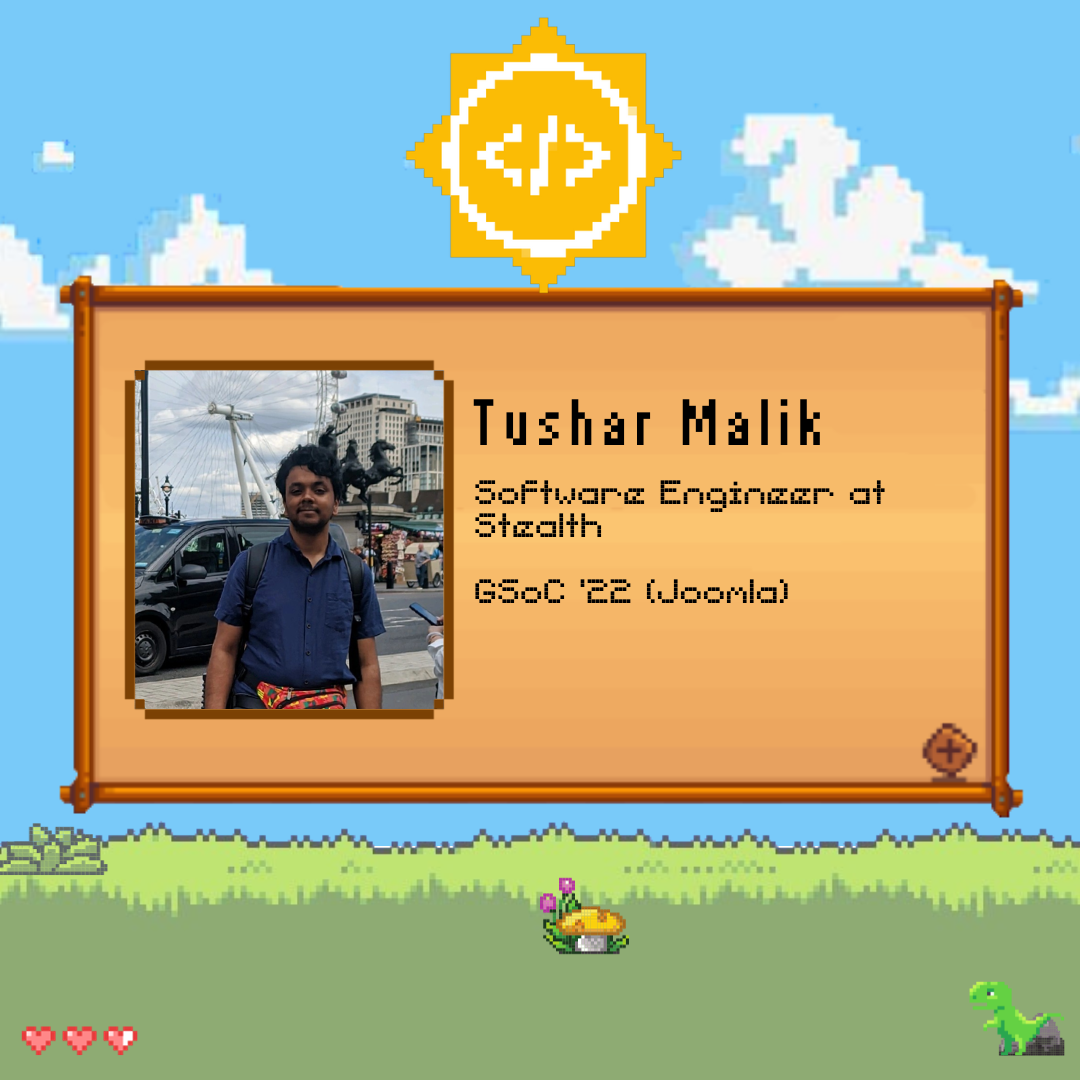 </>
Tushar Malik
Software Engineer at
Stealth
GSoC '22 (Joomla)